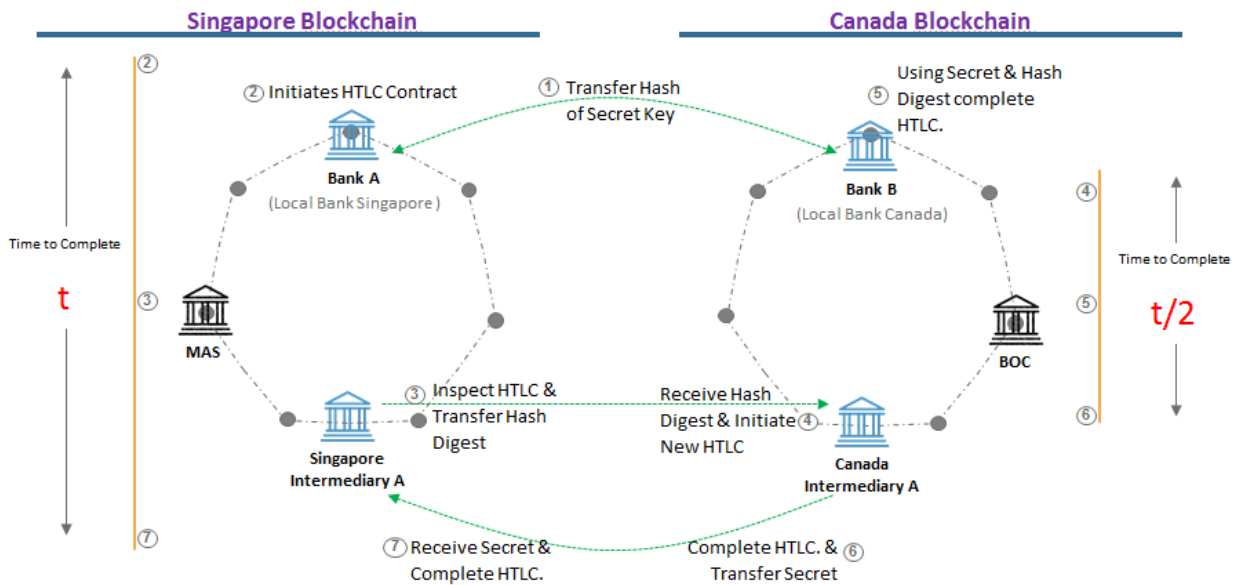 Singapore Blockchain
Canada Blockchain
②
② Initiates HTLC Contract
① Transfer Hash
of Secret Key
Using Secret & Hash
⑤ Digest complete
HTLC.
Bank A
(Local Bank Singapore )
Bank B
(Local Bank Canada)
④
Time to Complete
t
③
MAS
Time to Complete
t/2
⑤
BOC
③ Inspect HTLC &
Transfer Hash
Digest
Receive Hash
Digest & Initiate ④
New HTLC
⑥
Singapore
Intermediary A
Canada
Intermediary A
⑦
⑦ Receive Secret &
Complete HTLC.
Complete HTLC. & ⑥
Transfer Secret